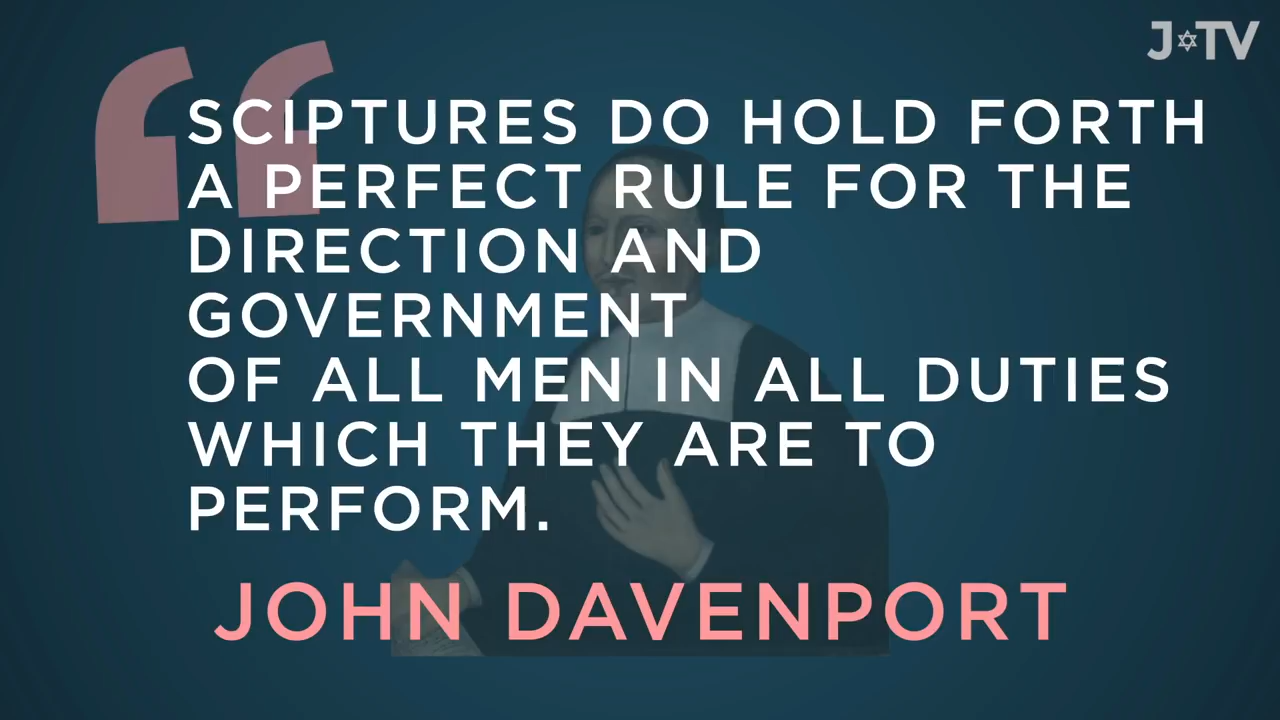 J✡TV
SCIPTURES DO HOLD FORTH
A PERFECT RULE FOR THE
DIRECTION AND
GOVERNMENT
OF ALL MEN IN ALL DUTIES
WHICH THEY ARE TO
PERFORM.
JOHN DAVENPORT